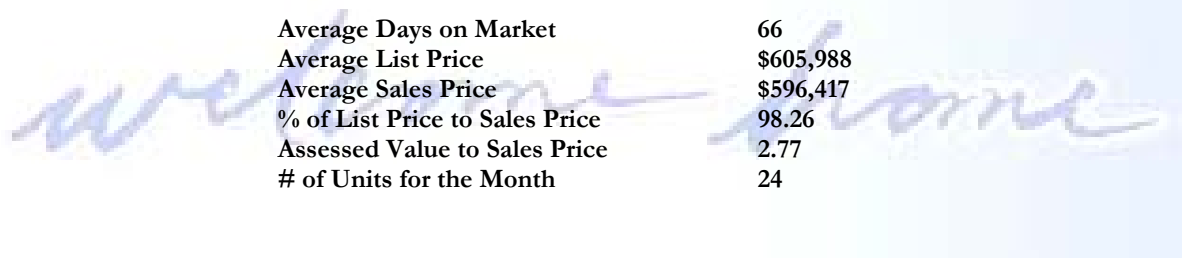 Average Days on Market 66
Average List Price $605,988
Average Sales Price $596,417
% of List Price to Sales Price 98.26
Assessed Value to Sales Price 2.77
# of Units for the Month 24
welcome home